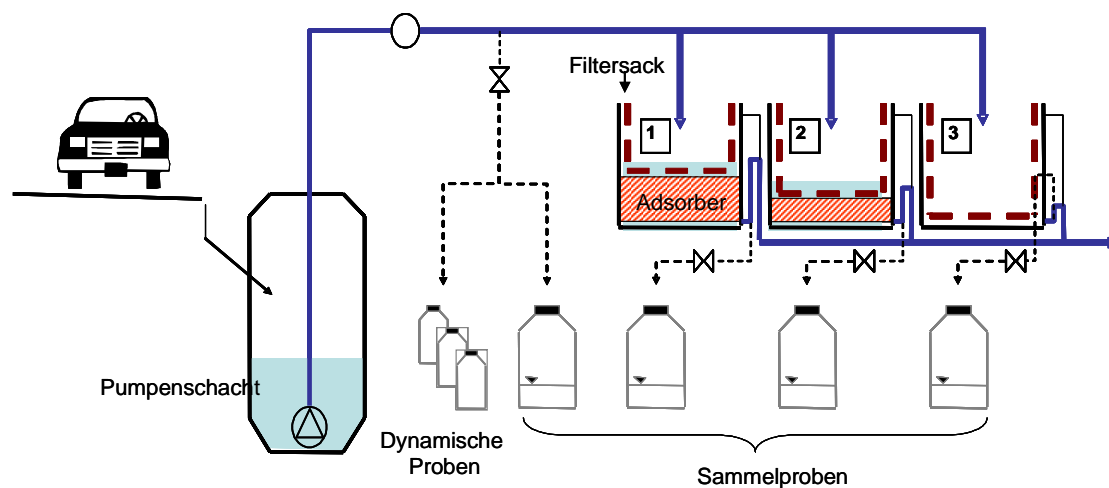 Filtersack
1
2
3
Adsorber
Pumpenschacht
Dynamische
Proben
Sammelproben